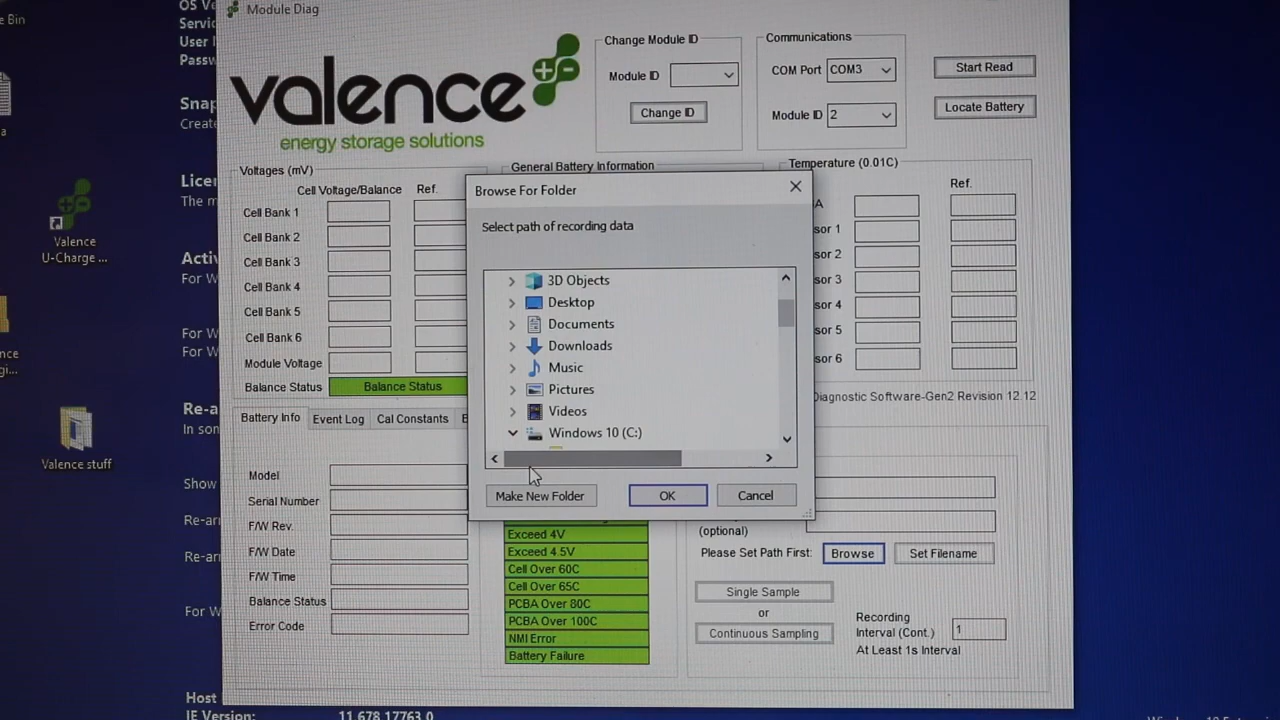 e Bin
OS Ve
Servic
User I
Passw
Snap
Create
Licen
The m
Activ
For W
For W
For W
Re-a
In son
Show
Re-ar
Re-ar
For W
Host
IE Version: 11.678.17763.0
a
Valence
U-Charge ...
nce
gi...
Valence stuff
Module Diag
valence
energy storage solutions
Change Module ID
Module ID
Change ID
Communications
COM Port COM3
Module ID 2
Start Read
Locate Battery
Voltages (mV)
Cell Voltage/Balance Ref.
Cell Bank 1
Cell Bank 2
Cell Bank 3
Cell Bank 4
Cell Bank 5
Cell Bank 6
Module Voltage
Balance Status Balance Status
General Battery Information
Temperature (0.01C)
Ref.
A
sor 1
sor 2
sor 3
sor 4
sor 5
sor 6
Diagnostic Software-Gen2 Revision 12.12
Browse For Folder
Select path of recording data
3D Objects
Desktop
Documents
Downloads
Music
Pictures
Videos
Windows 10 (C:)
Make New Folder OK Cancel
Battery Info Event Log Cal Constants E
Model
Serial Number
F/W Rev.
F/W Date
F/W Time
Balance Status
Error Code
Exceed 4V
Exceed 4.5V
Cell Over 60C
Cell Over 65C
PCBA Over 80C
PCBA Over 100C
NMI Error
Battery Failure
(optional)
Please Set Path First: Browse Set Filename
Single Sample
or
Continuous Sampling
Recording
Interval (Cont.) 1
At Least 1s Interval